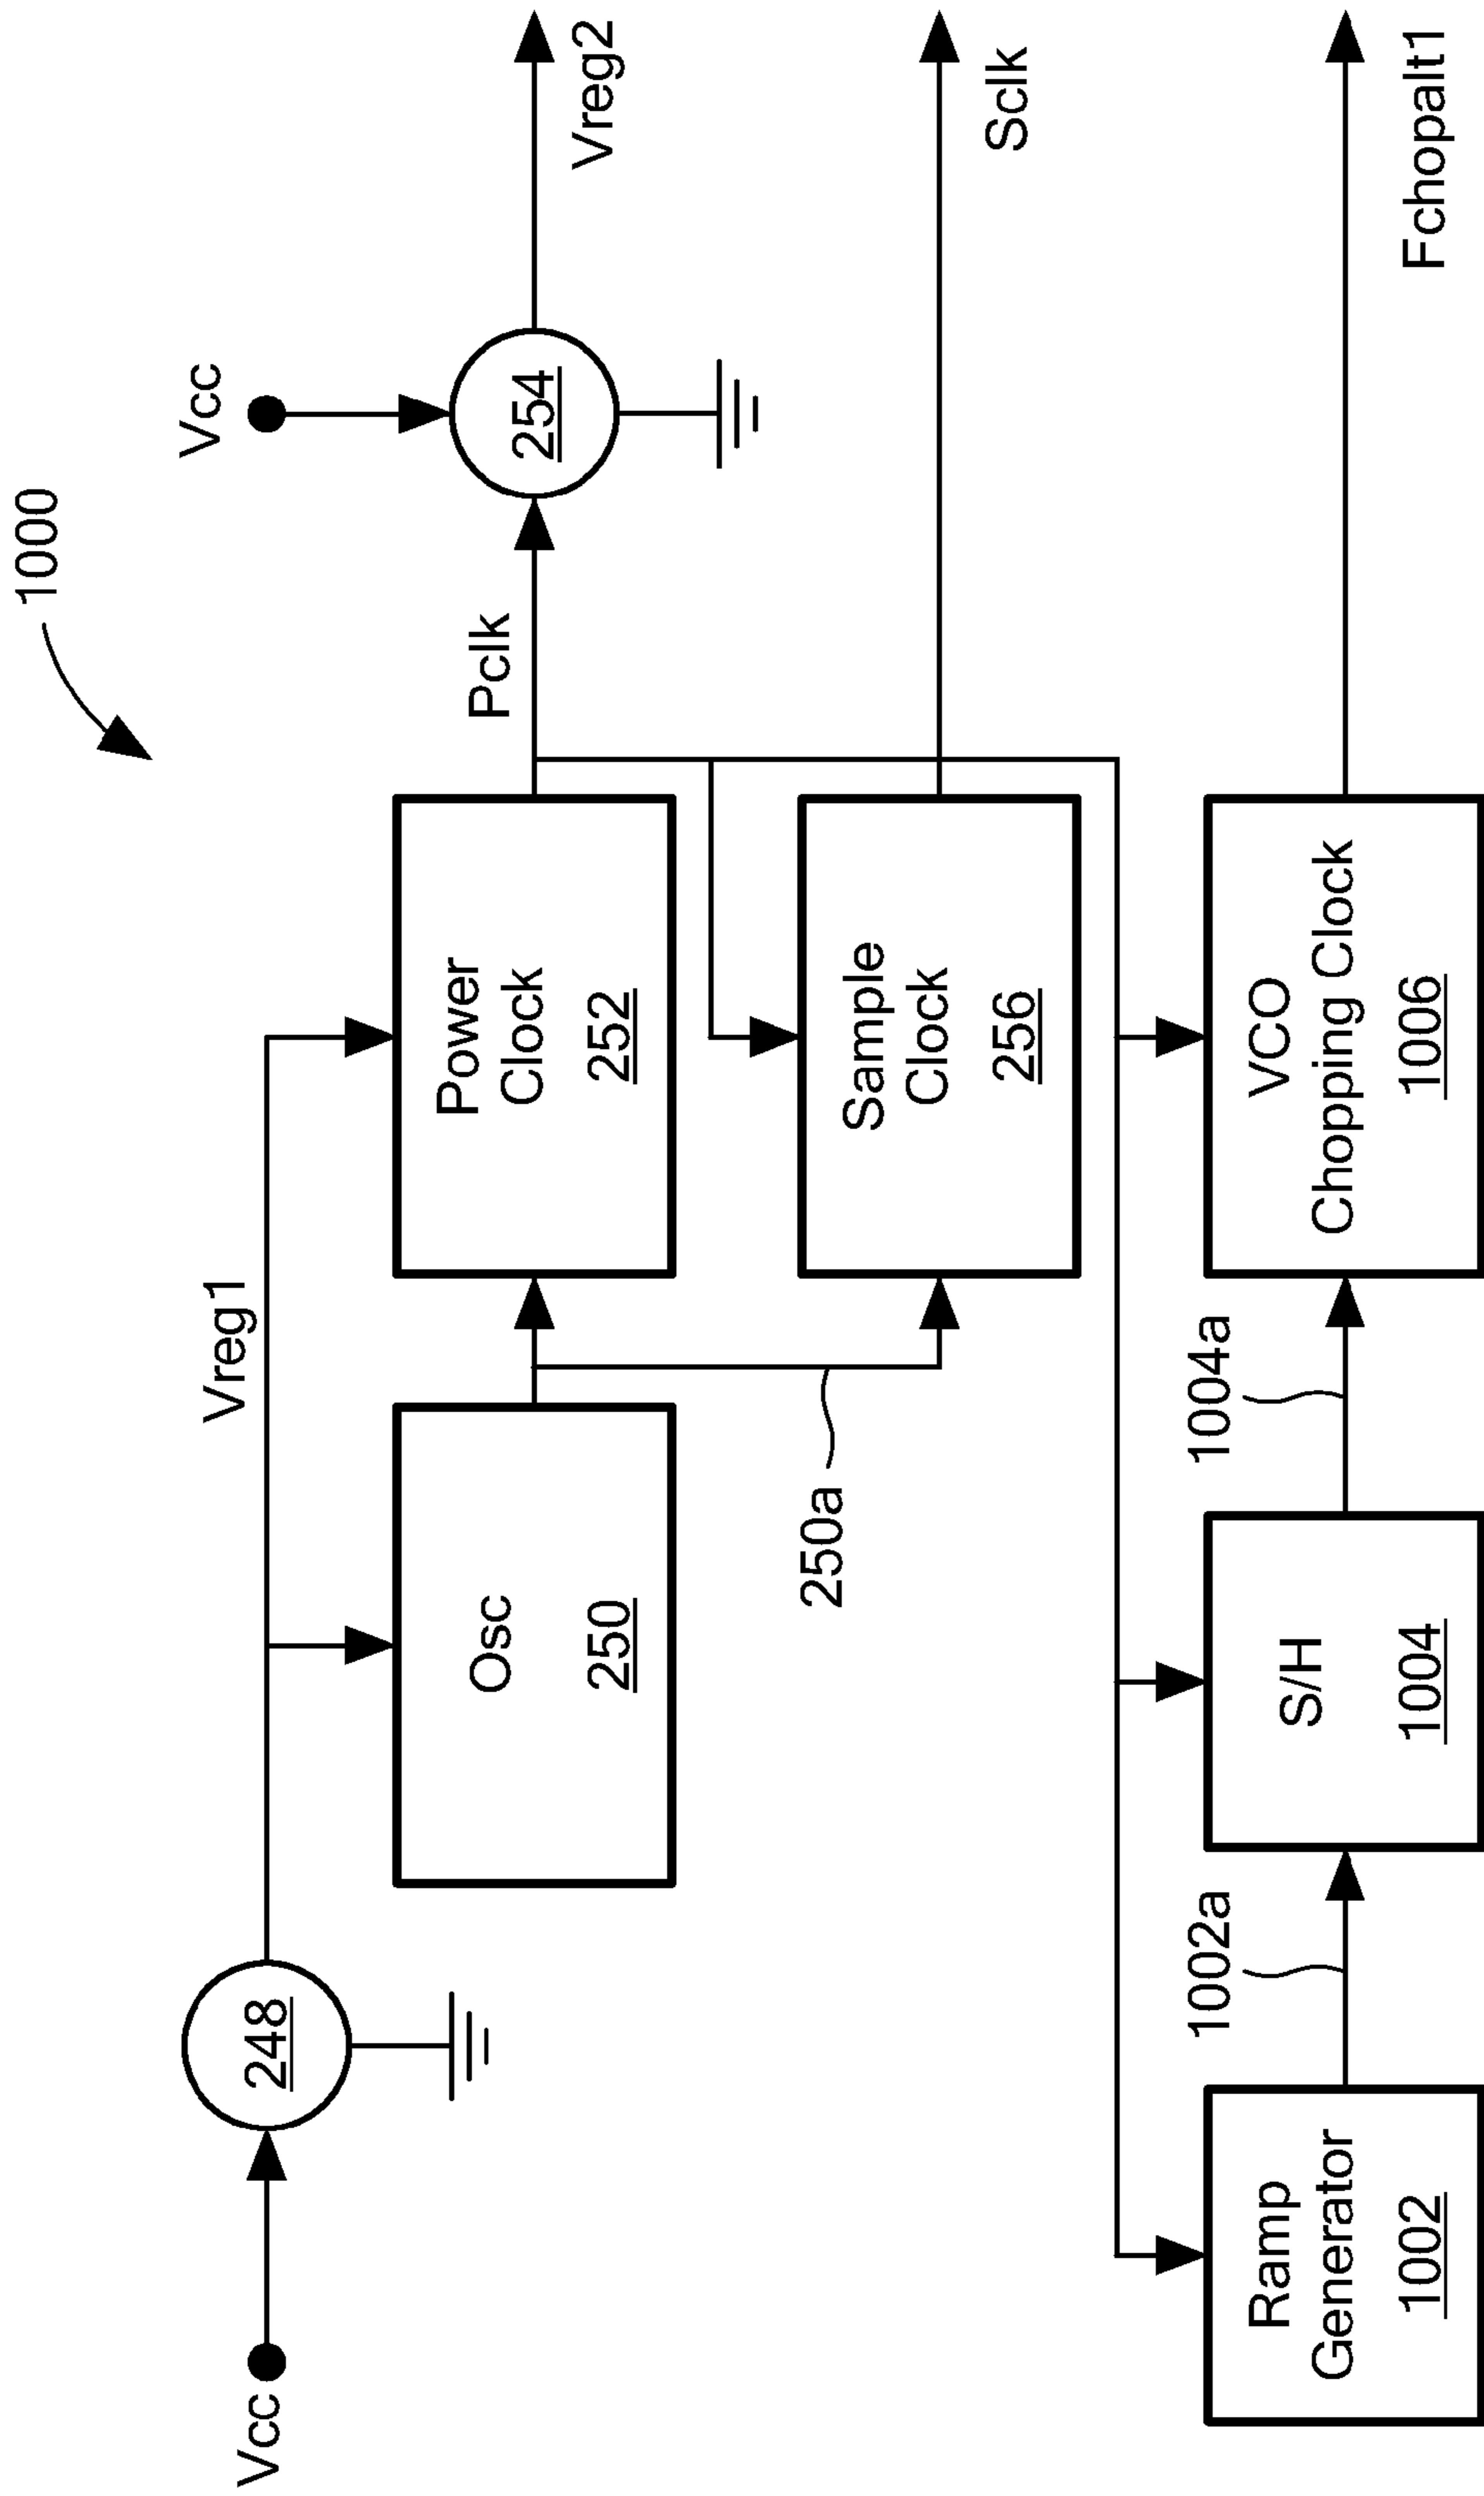 1000
Vcc
Vreg1
Vcc
248
Osc
250
Power
Clock
252
Pclk
254
Vreg2
250a
Sample
Clock
256
Sclk
Ramp
Generator
1002
1002a
S/H
1004
1004a
VCO
Chopping Clock
1006
Fchopalt1